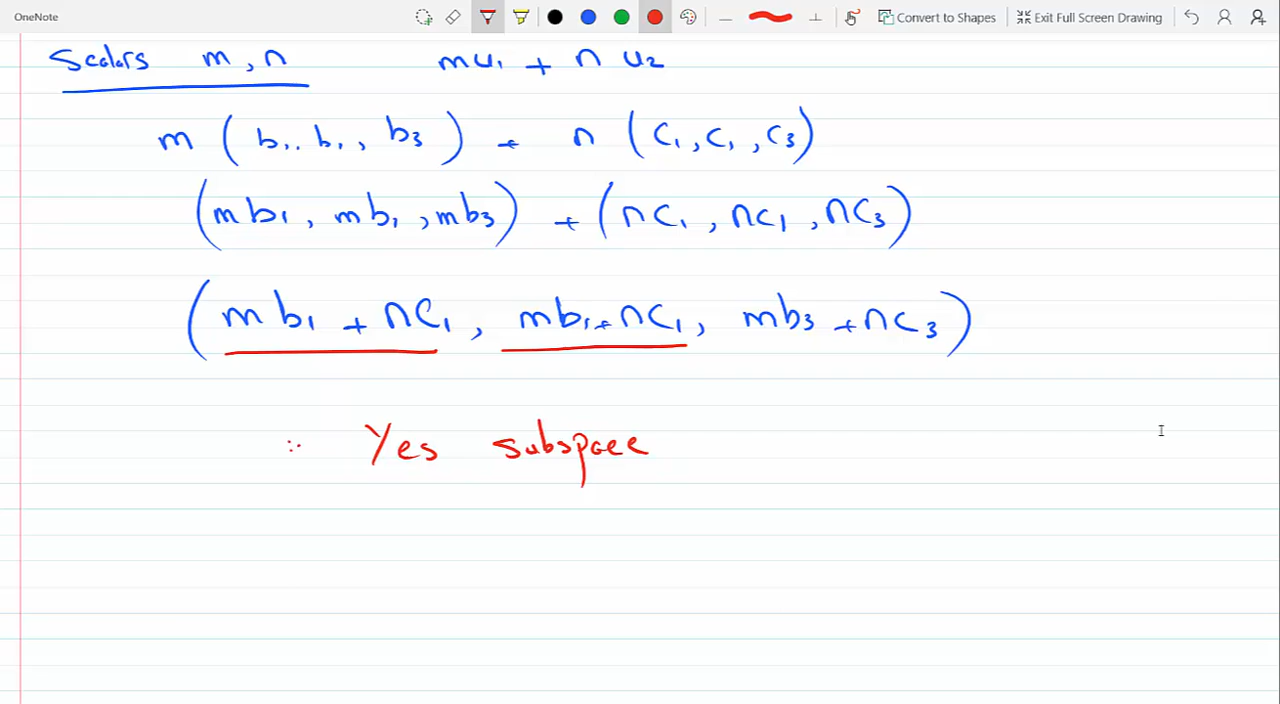 OneNote
Convert to Shapes
Exit Full Screen Drawing
Scalars m, n mu₁ + n u₂
m (b₁, b₁, b₃) + n (c₁, c₁, c₃)
(mb₁, mb₁, mb₃) + (nc₁, nc₁, nc₃)
(mb₁ + nc₁, mb₁+nc₁, mb₃ + nc₃)
∴ Yes subspace